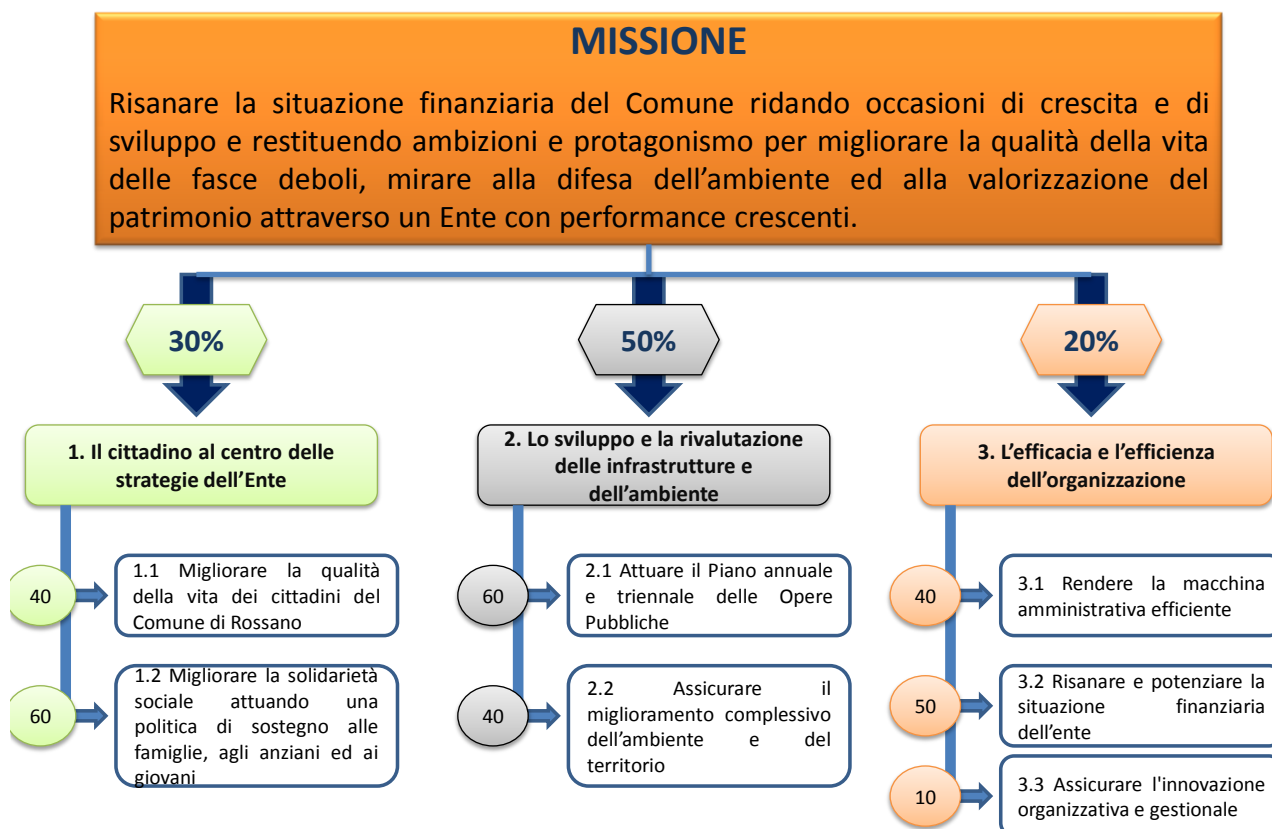 MISSIONE
Risanare la situazione finanziaria del Comune ridando occasioni di crescita e di
sviluppo e restituendo ambizioni e protagonismo per migliorare la qualità della vita
delle fasce deboli, mirare alla difesa dell’ambiente ed alla valorizzazione del
patrimonio attraverso un Ente con performance crescenti.
30%
50%
20%
1. Il cittadino al centro delle
strategie dell’Ente
2. Lo sviluppo e la rivalutazione
delle infrastrutture e
dell’ambiente
3. L’efficacia e l’efficienza
dell’organizzazione
40
1.1 Migliorare la qualità
della vita dei cittadini del
Comune di Rossano
60
1.2 Migliorare la solidarietà
sociale attuando una
politica di sostegno alle
famiglie, agli anziani ed ai
giovani
60
2.1 Attuare il Piano annuale
e triennale delle Opere
Pubbliche
40
2.2 Assicurare il
miglioramento complessivo
dell’ambiente e del
territorio
40
3.1 Rendere la macchina
amministrativa efficiente
50
3.2 Risanare e potenziare la
situazione finanziaria
dell’ente
10
3.3 Assicurare l'innovazione
organizzativa e gestionale